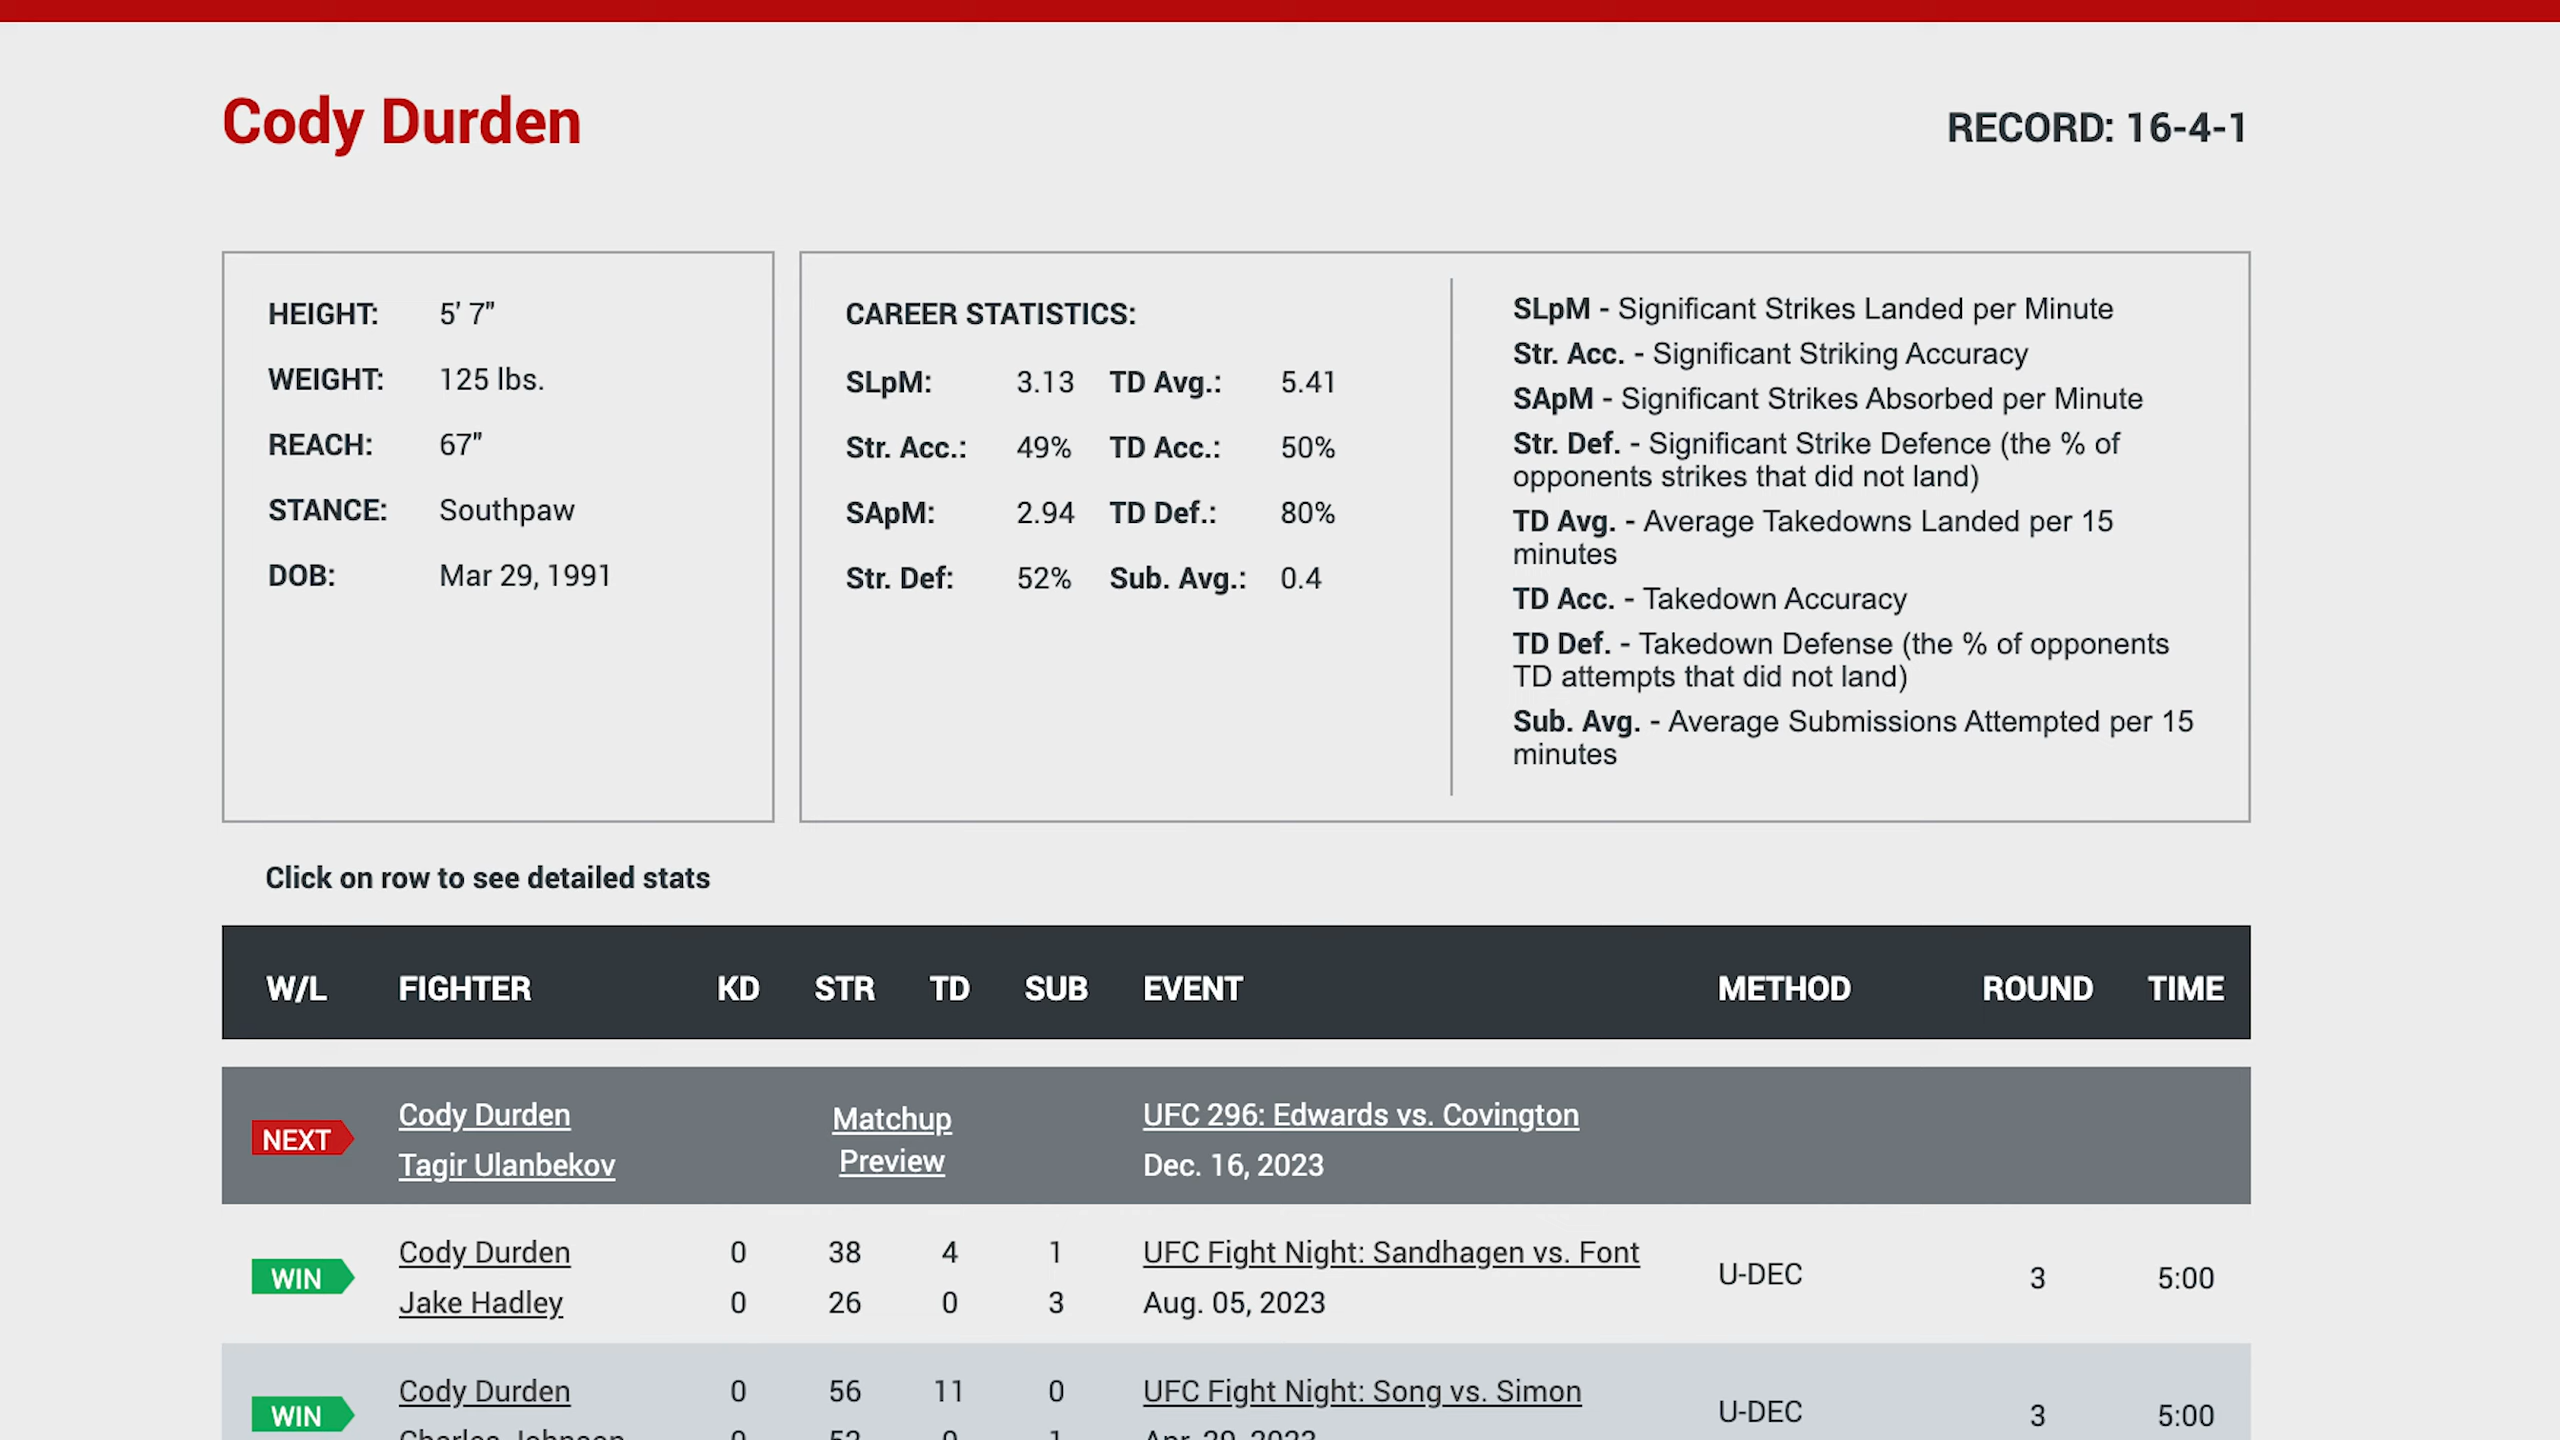 Cody Durden
RECORD: 16-4-1
HEIGHT: 5' 7"
WEIGHT: 125 lbs.
REACH: 67"
STANCE: Southpaw
DOB: Mar 29, 1991
CAREER STATISTICS:
SLpM: 3.13 TD Avg.: 5.41
Str. Acc.: 49% TD Acc.: 50%
SApM: 2.94 TD Def.: 80%
Str. Def: 52% Sub. Avg.: 0.4
SLpM - Significant Strikes Landed per Minute
Str. Acc. - Significant Striking Accuracy
SApM - Significant Strikes Absorbed per Minute
Str. Def. - Significant Strike Defence (the % of
opponents strikes that did not land)
TD Avg. - Average Takedowns Landed per 15
minutes
TD Acc. - Takedown Accuracy
TD Def. - Takedown Defense (the % of opponents
TD attempts that did not land)
Sub. Avg. - Average Submissions Attempted per 15
minutes
Click on row to see detailed stats
W/L FIGHTER KD STR TD SUB EVENT METHOD ROUND TIME
NEXT
Cody Durden
Tagir Ulanbekov
Matchup
Preview
UFC 296: Edwards vs. Covington
Dec. 16, 2023
WIN
Cody Durden 0 38 4 1 UFC Fight Night: Sandhagen vs. Font
Jake Hadley 0 26 0 3 Aug. 05, 2023
U-DEC 3 5:00
WIN
Cody Durden 0 56 11 0 UFC Fight Night: Song vs. Simon
Charles Johnson 0 52 0 1 Apr. 29, 2023
U-DEC 3 5:00